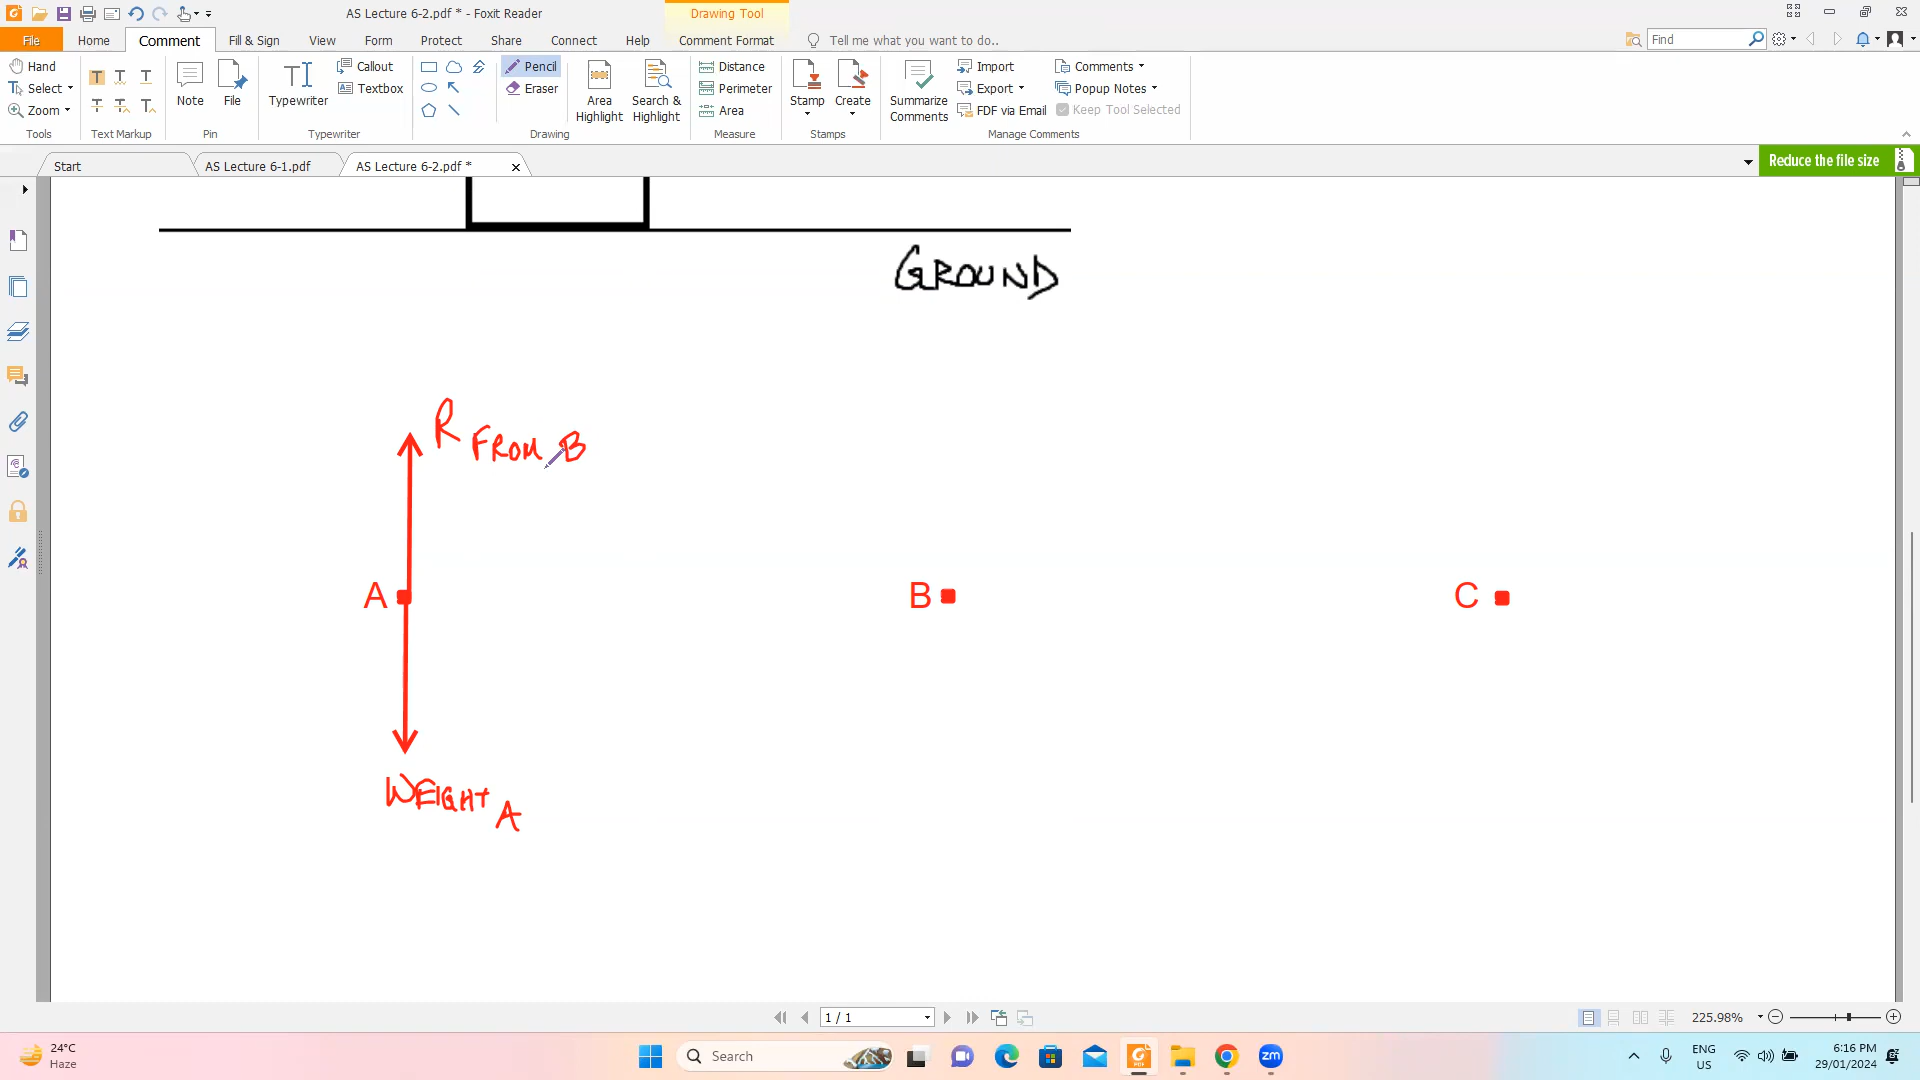 AS Lecture 6-2.pdf * - Foxit Reader
Drawing Tool
File Home Comment Fill & Sign View Form Protect Share Connect Help Comment Format Tell me what you want to do.. Find
Hand
Select
Zoom
Tools
Text Markup
Note
File
Pin
Typewriter
Callout
Textbox
Typewriter
Pencil
Eraser
Drawing
Area Highlight
Search & Highlight
Distance
Perimeter
Area
Measure
Stamp
Create
Stamps
Summarize Comments
Import
Export
FDF via Email
Comments
Popup Notes
Keep Tool Selected
Manage Comments
Start AS Lecture 6-1.pdf AS Lecture 6-2.pdf * Reduce the file size
GROUND
R FROM B
A B C
WEIGHT A
1 / 1 225.98%
24°C
Haze
Search
zm
ENG
US
6:16 PM
29/01/2024